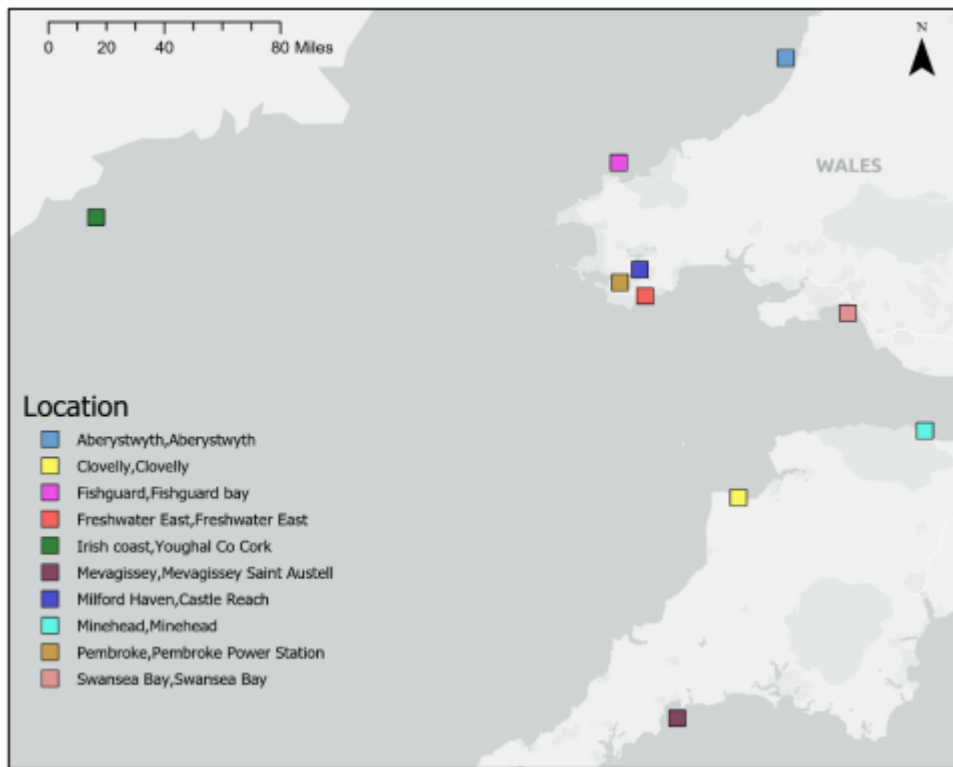 0 20 40 80 Miles
N
WALES
Location
Aberystwyth,Aberystwyth
Clovelly,Clovelly
Fishguard,Fishguard bay
Freshwater East,Freshwater East
Irish coast,Youghal Co Cork
Mevagissey,Mevagissey Saint Austell
Milford Haven,Castle Reach
Minehead,Minehead
Pembroke,Pembroke Power Station
Swansea Bay,Swansea Bay